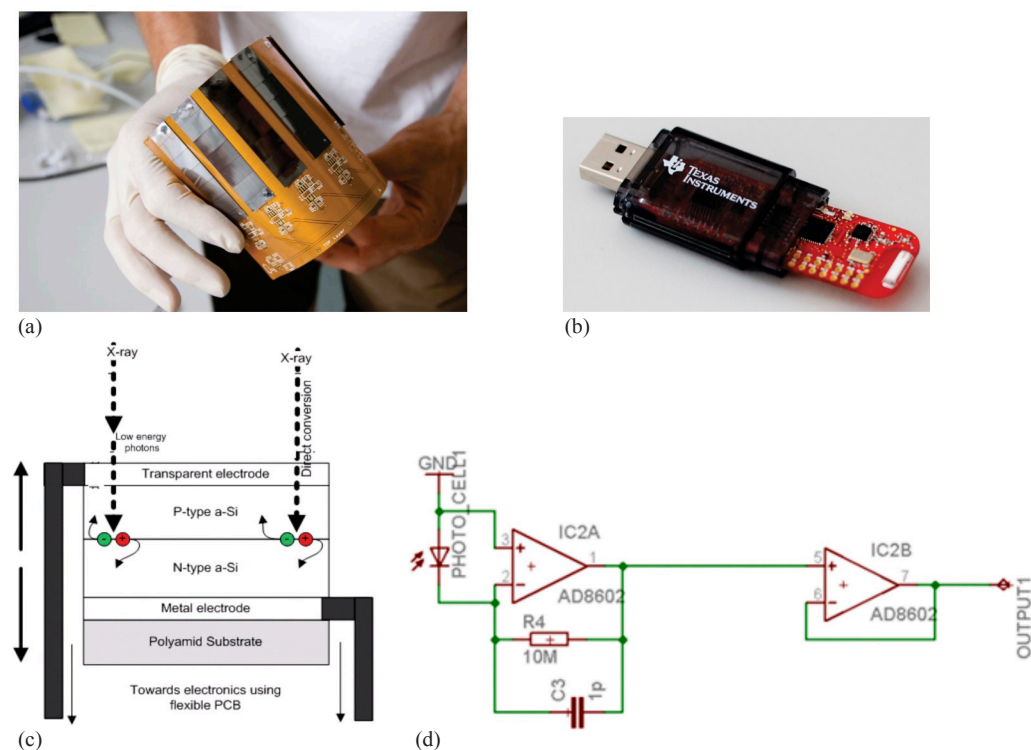 TEXAS
INSTRUMENTS
(a)
(b)
X-ray
X-ray
Low energy
photons
Direct conversion
Transparent electrode
P-type a-Si
- +
- +
N-type a-Si
Metal electrode
Polyamid Substrate
Towards electronics using
flexible PCB
(c)
GND
PHOTO_CELL1
IC2A
3
+
1
+
2
-
AD8602
R4
+
10M
C3
1p
IC2B
5
+
7
+
6
-
AD8602
OUTPUT1
(d)